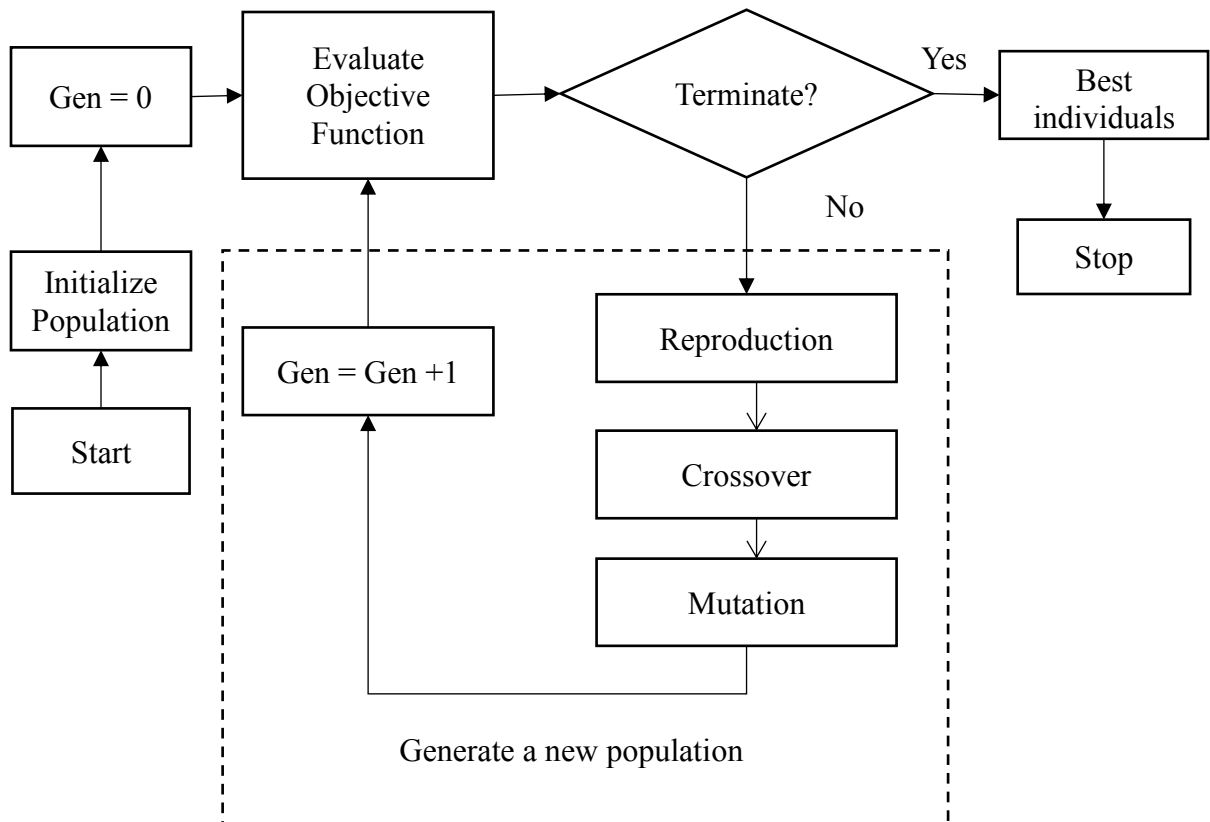 Gen = 0
Evaluate
Objective
Function
Terminate?
Yes
Best
individuals
No
Stop
Initialize
Population
Reproduction
Gen = Gen +1
Start
Crossover
Mutation
Generate a new population